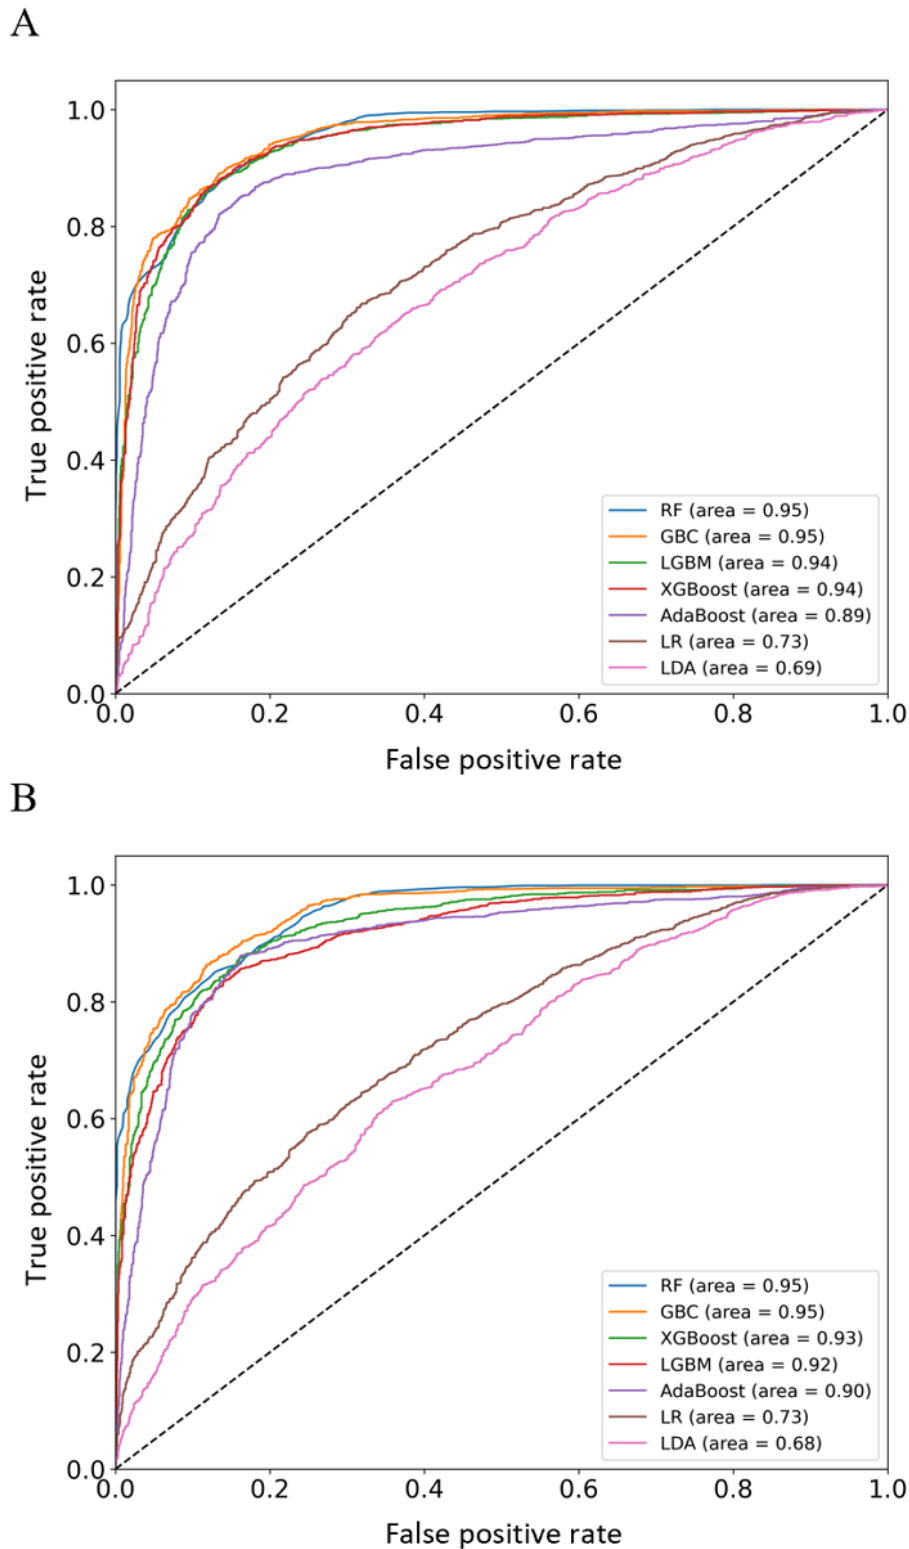 A
1.0
0.8
0.6
0.4
0.2
0.0
True positive rate
RF (area = 0.95)
GBC (area = 0.95)
LGBM (area = 0.94)
XGBoost (area = 0.94)
AdaBoost (area = 0.89)
LR (area = 0.73)
LDA (area = 0.69)
0.0 0.2 0.4 0.6 0.8 1.0
False positive rate
B
1.0
0.8
0.6
0.4
0.2
0.0
True positive rate
RF (area = 0.95)
GBC (area = 0.95)
XGBoost (area = 0.93)
LGBM (area = 0.92)
AdaBoost (area = 0.90)
LR (area = 0.73)
LDA (area = 0.68)
0.0 0.2 0.4 0.6 0.8 1.0
False positive rate